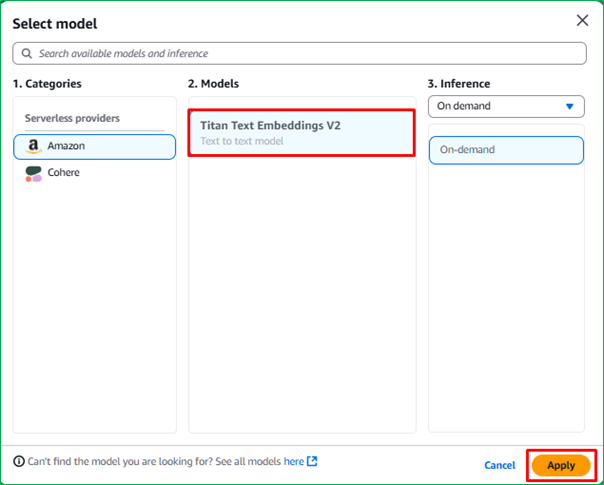 Select model
Search available models and inference
1. Categories
Serverless providers
Amazon
Cohere
2. Models
Titan Text Embeddings V2
Text to text model
3. Inference
On demand
On-demand
Can't find the model you are looking for? See all models here
Cancel
Apply